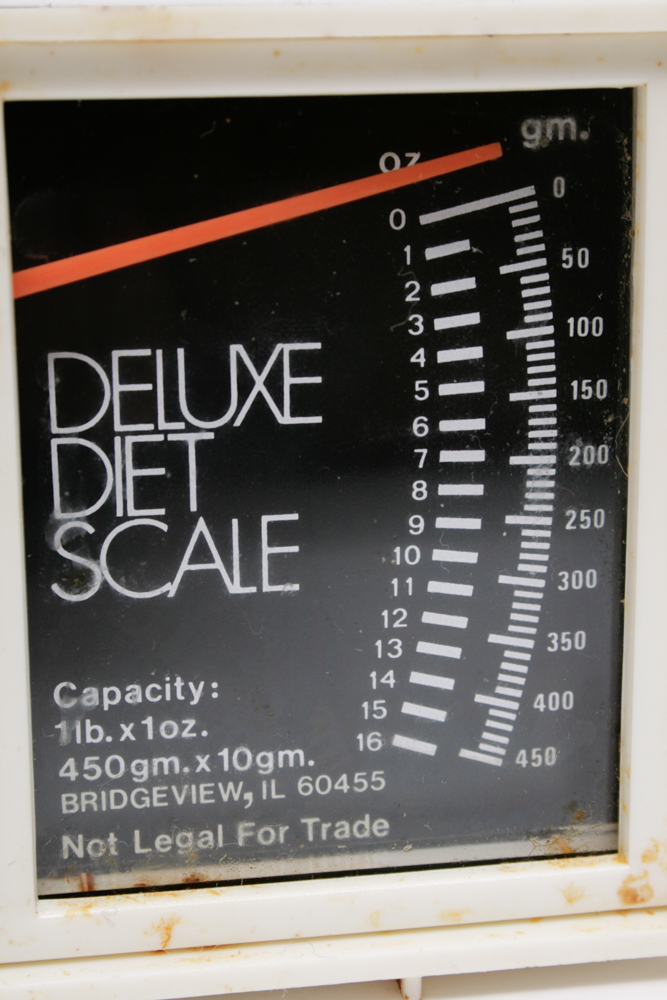 oz
gm.
0 0
1
50
2
3
100
4
5
150
6
7
200
8
9
250
10
11
300
12
13
350
14
15
400
16
450
DELUXE
DIET
SCALE
Capacity:
1lb. x 1oz.
450gm. x 10gm.
BRIDGEVIEW, IL 60455
Not Legal For Trade